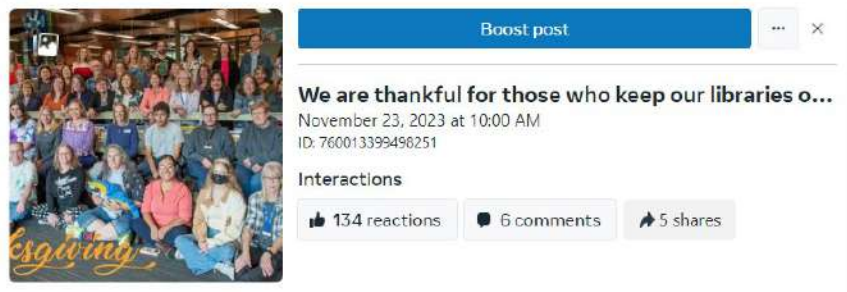 Boost post
We are thankful for those who keep our libraries o...
November 23, 2023 at 10:00 AM
ID: 760013399498251
Interactions
134 reactions
6 comments
5 shares
ksgiving